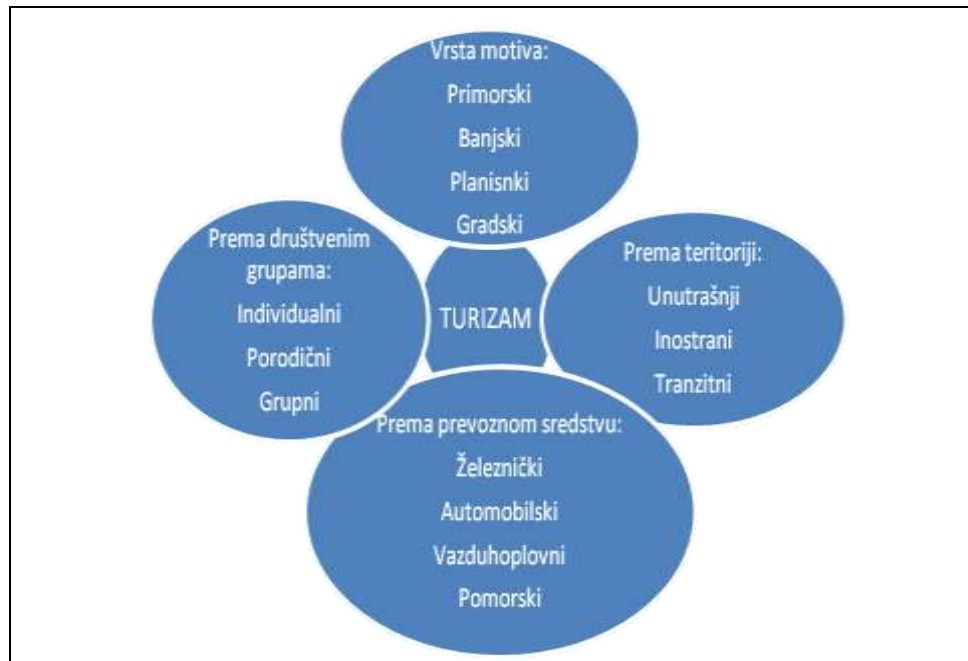 Vrsta motiva:
Primorski
Banjski
Planisnki
Gradski
Prema društvenim
grupama:
Individualni
Porodični
Grupni
TURIZAM
Prema teritoriji:
Unutrašnji
Inostrani
Tranzitni
Prema prevoznom sredstvu:
Železnički
Automobilski
Vazduhoplovni
Pomorski